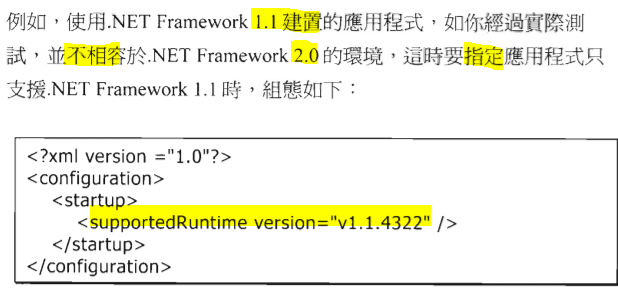 例如，使用.NET Framework 1.1 建置的應用程式，如你經過實際測
試，並不相容於.NET Framework 2.0 的環境，這時要指定應用程式只
支援.NET Framework 1.1 時，組態如下：
<?xml version ="1.0"?>
<configuration>
<startup>
<supportedRuntime version="v1.1.4322" />
</startup>
</configuration>